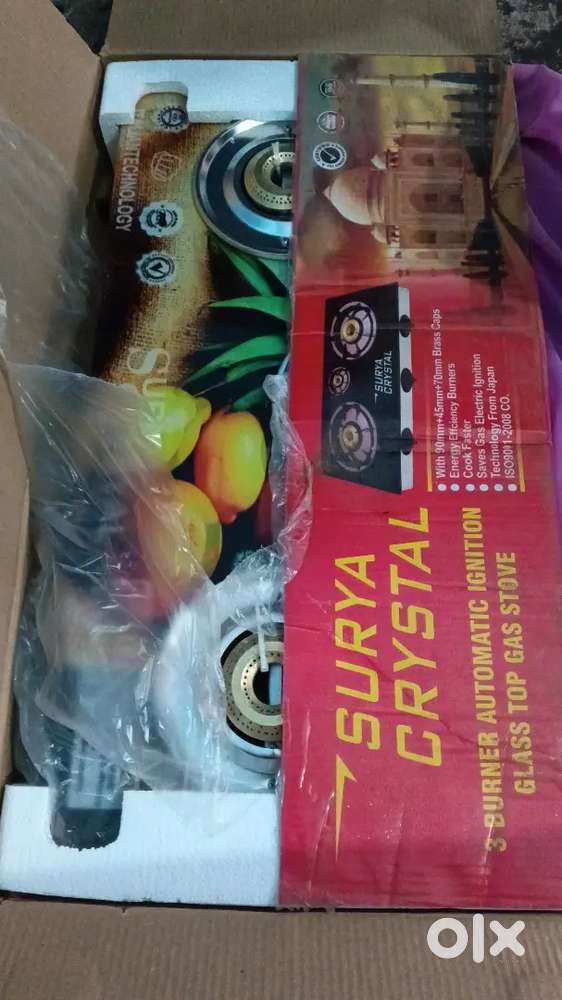 SURYA
CRYSTAL
3 BURNER AUTOMATIC IGNITION
GLASS TOP GAS STOVE
With 90mm+45mm+70mm Brass Caps
Energy Effciency Burners
Cook Faster
Saves Gas Electric Ignition
Technology From Japan
ISO9001-2008 CO.
SURYA
CRYSTAL
TECHNOLOGY
olx